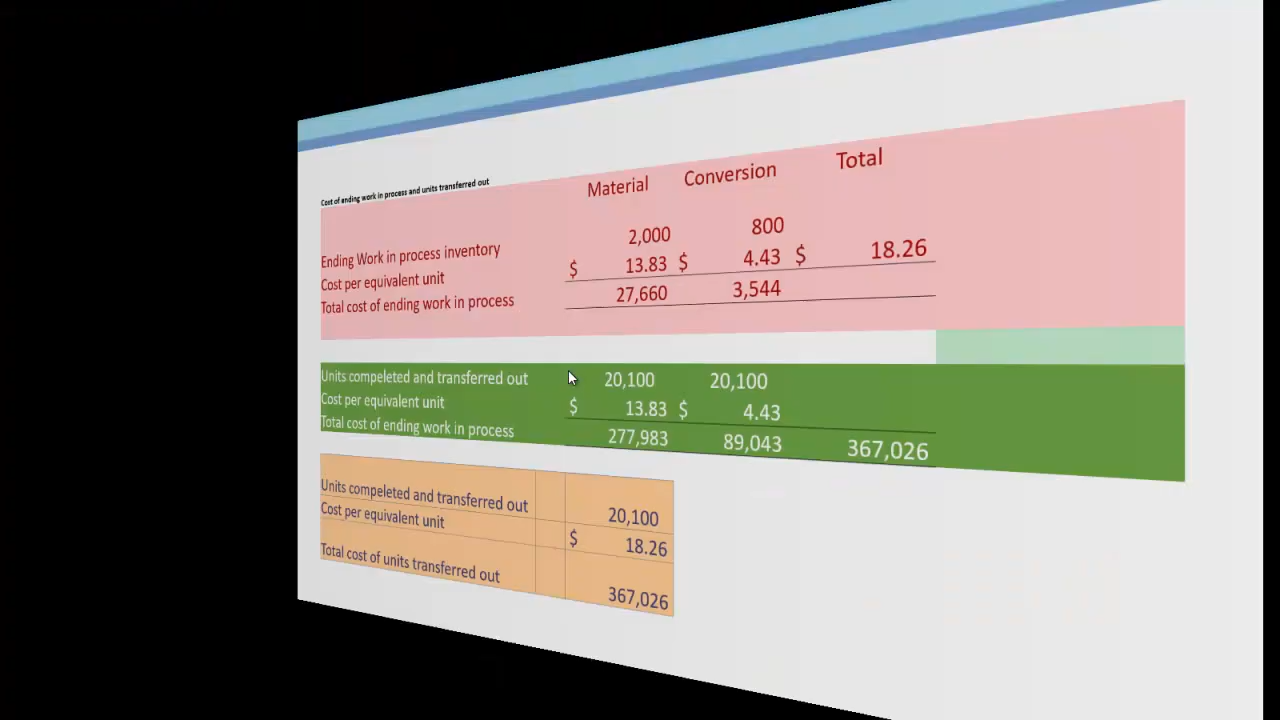 Cost of ending work in process and units transferred out
Material Conversion Total
Ending Work in process inventory 2,000 800
Cost per equivalent unit $ 13.83 $ 4.43 $ 18.26
Total cost of ending work in process 27,660 3,544
Units compeleted and transferred out 20,100 20,100
Cost per equivalent unit $ 13.83 $ 4.43
Total cost of ending work in process 277,983 89,043 367,026
Units compeleted and transferred out 20,100
Cost per equivalent unit $ 18.26
Total cost of units transferred out 367,026